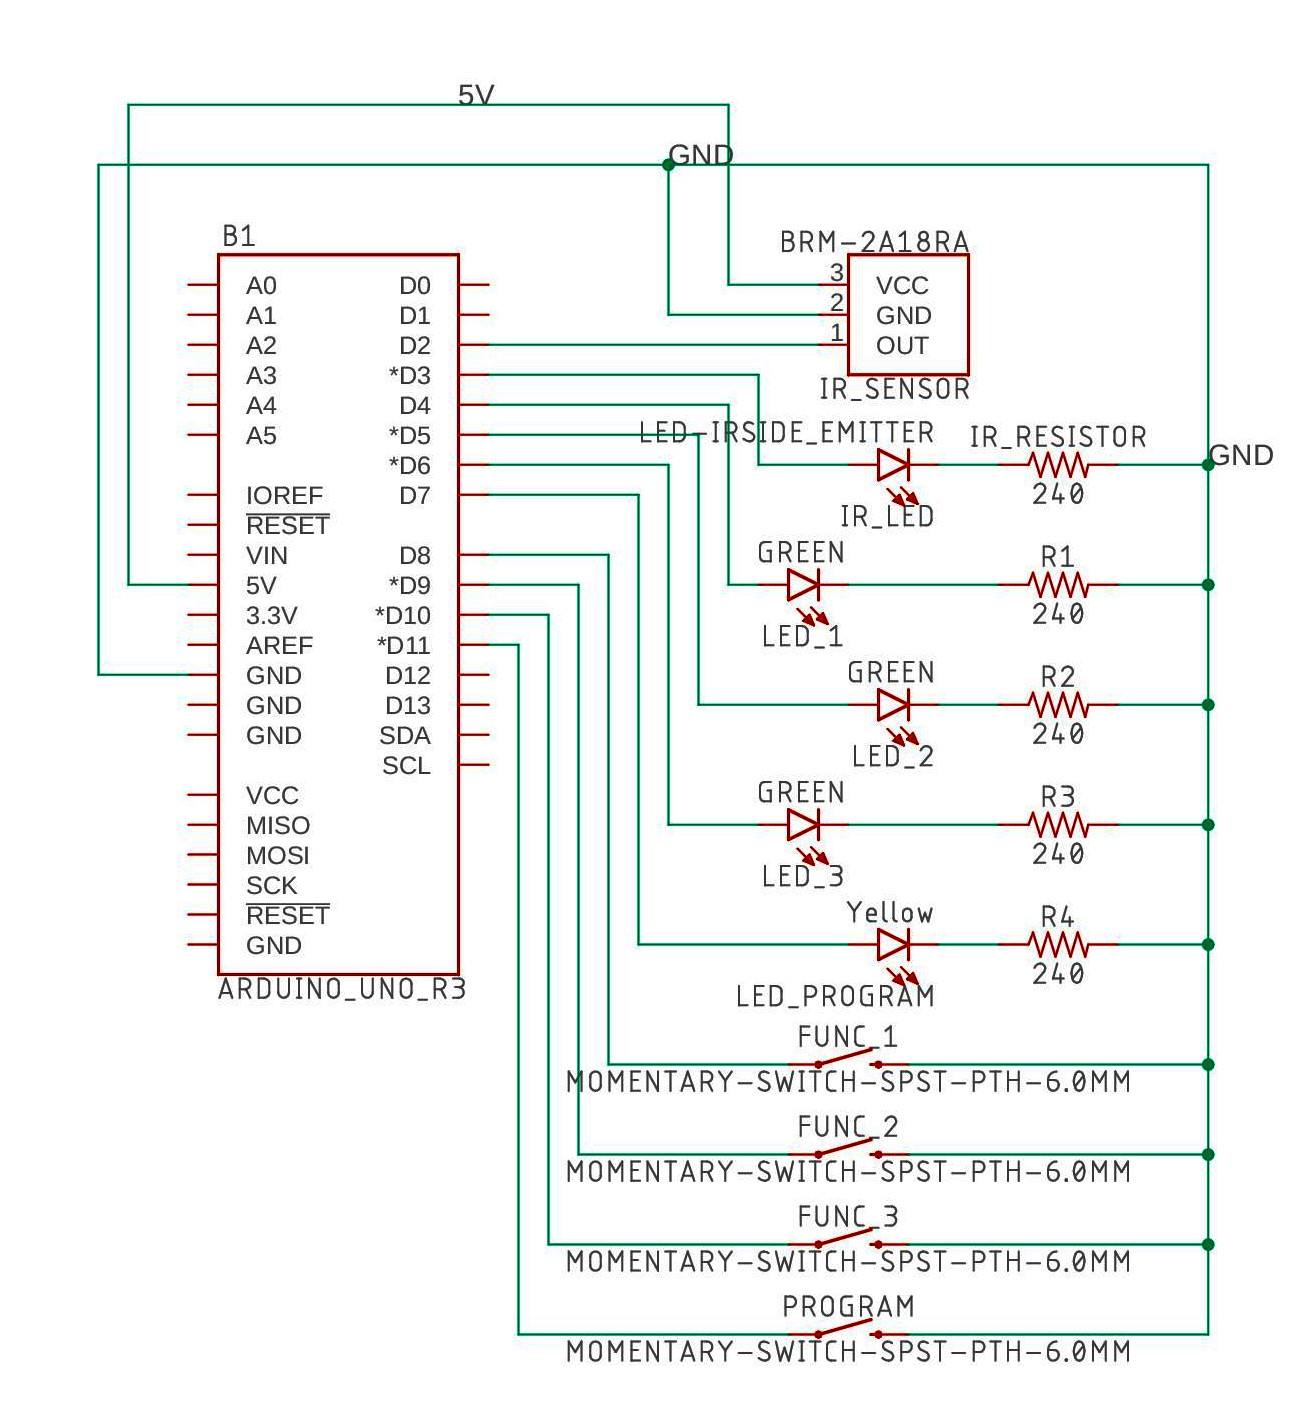 5V
GND
B1
A0
A1
A2
A3
A4
A5
IOREF
RESET
VIN
5V
3.3V
AREF
GND
GND
GND
VCC
MISO
MOSI
SCK
RESET
GND
D0
D1
D2
*D3
D4
*D5
*D6
D7
D8
*D9
*D10
*D11
D12
D13
SDA
SCL
ARDUINO_UNO_R3
BRM-2A18RA
3 VCC
2 GND
1 OUT
IR_SENSOR
LED-IRSIDE_EMITTER
IR_LED
IR_RESISTOR
240
GND
GREEN
LED_1
R1
240
GREEN
LED_2
R2
240
GREEN
LED_3
R3
240
Yellow
LED_PROGRAM
R4
240
FUNC_1
MOMENTARY-SWITCH-SPST-PTH-6.0MM
FUNC_2
MOMENTARY-SWITCH-SPST-PTH-6.0MM
FUNC_3
MOMENTARY-SWITCH-SPST-PTH-6.0MM
PROGRAM
MOMENTARY-SWITCH-SPST-PTH-6.0MM